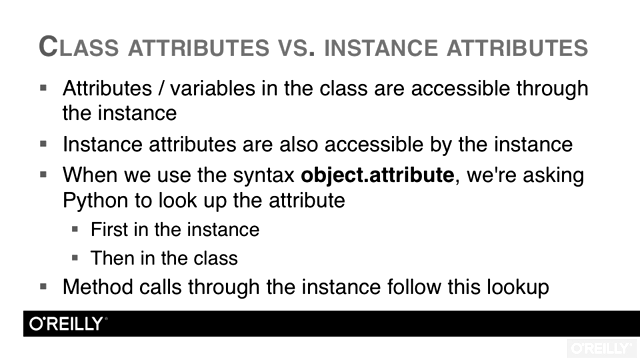 CLASS ATTRIBUTES VS. INSTANCE ATTRIBUTES
▪ Attributes / variables in the class are accessible through
the instance
▪ Instance attributes are also accessible by the instance
▪ When we use the syntax object.attribute, we're asking
Python to look up the attribute
▪ First in the instance
▪ Then in the class
▪ Method calls through the instance follow this lookup
O'REILLY®
O'REILLY